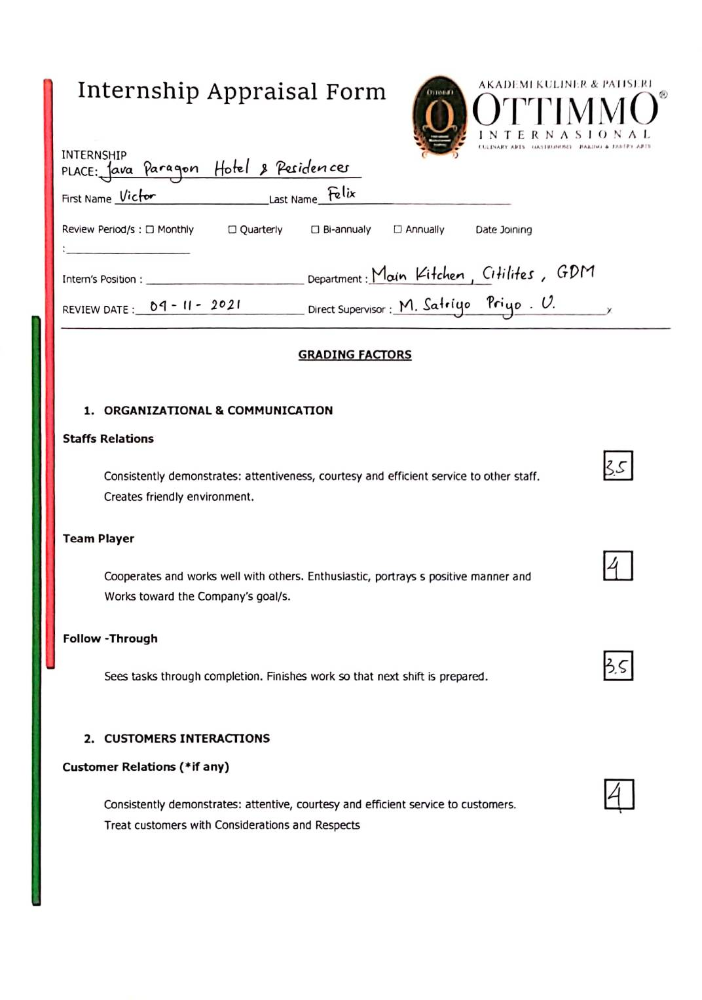 Internship Appraisal Form
AKADEMI KULINER & PATISERI
OTTIMMO®
INTERNASIONAL
CULINARY ARTS GASTRONOMY BAKING & PASTRY ARTS
OTTIMMO
INTERNSHIP
PLACE: Java Paragon Hotel & Residences
First Name Victor Last Name Felix
Review Period/s : ☐ Monthly ☐ Quarterly ☐ Bi-annualy ☐ Annually Date Joining
:
Intern's Position : Department : Main Kitchen, Citilites, GDM
REVIEW DATE : 09-11-2021 Direct Supervisor : M. Satriyo Priyo. U.
GRADING FACTORS
1. ORGANIZATIONAL & COMMUNICATION
Staffs Relations
3.5
Consistently demonstrates: attentiveness, courtesy and efficient service to other staff.
Creates friendly environment.
Team Player
4
Cooperates and works well with others. Enthusiastic, portrays s positive manner and
Works toward the Company's goal/s.
Follow -Through
3.5
Sees tasks through completion. Finishes work so that next shift is prepared.
2. CUSTOMERS INTERACTIONS
Customer Relations (*if any)
4
Consistently demonstrates: attentive, courtesy and efficient service to customers.
Treat customers with Considerations and Respects